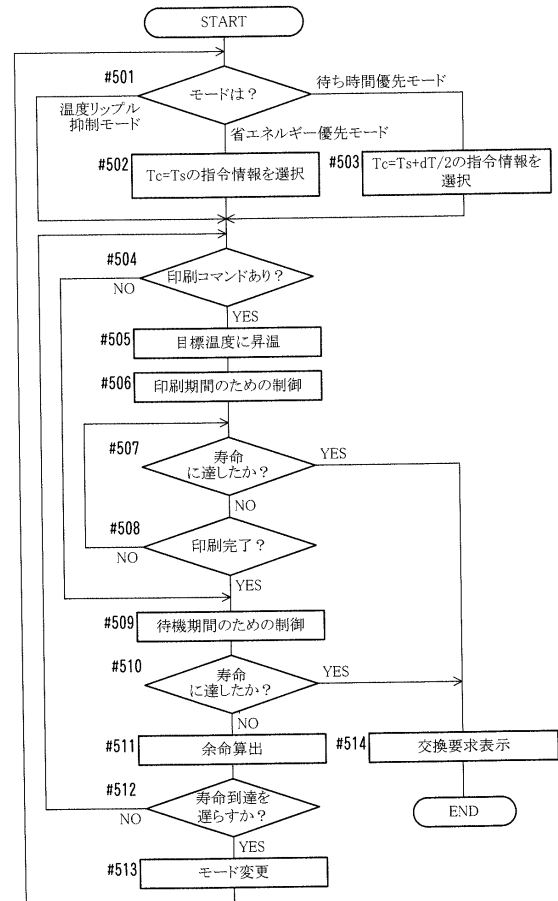 START
#501
モードは？
待ち時間優先モード
温度リップル
抑制モード
省エネルギー優先モード
#502
Tc=Tsの指令情報を選択
#503
Tc=Ts+dT/2の指令情報を
選択
#504
印刷コマンドあり？
NO
YES
#505
目標温度に昇温
#506
印刷期間のための制御
#507
寿命
に達したか？
YES
NO
#508
印刷完了？
NO
YES
#509
待機期間のための制御
#510
寿命
に達したか？
YES
NO
#511
余命算出
#514
交換要求表示
#512
寿命到達を
遅らすか？
NO
END
YES
#513
モード変更